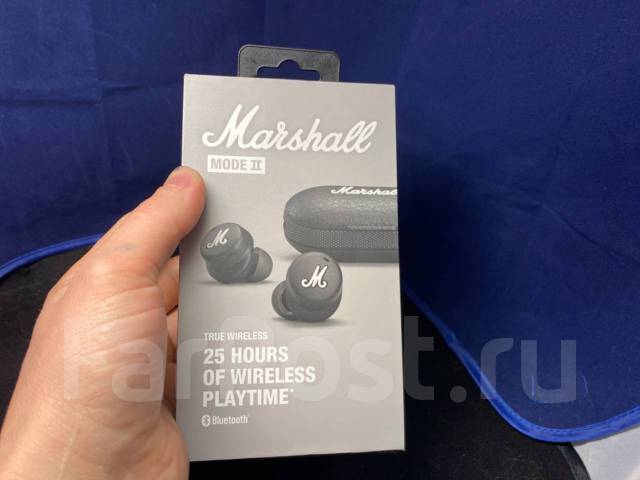 Marshall
MODE II
Marshall
M
M
TRUE WIRELESS
25 HOURS
OF WIRELESS
PLAYTIME*
Bluetooth®
FarPost.ru